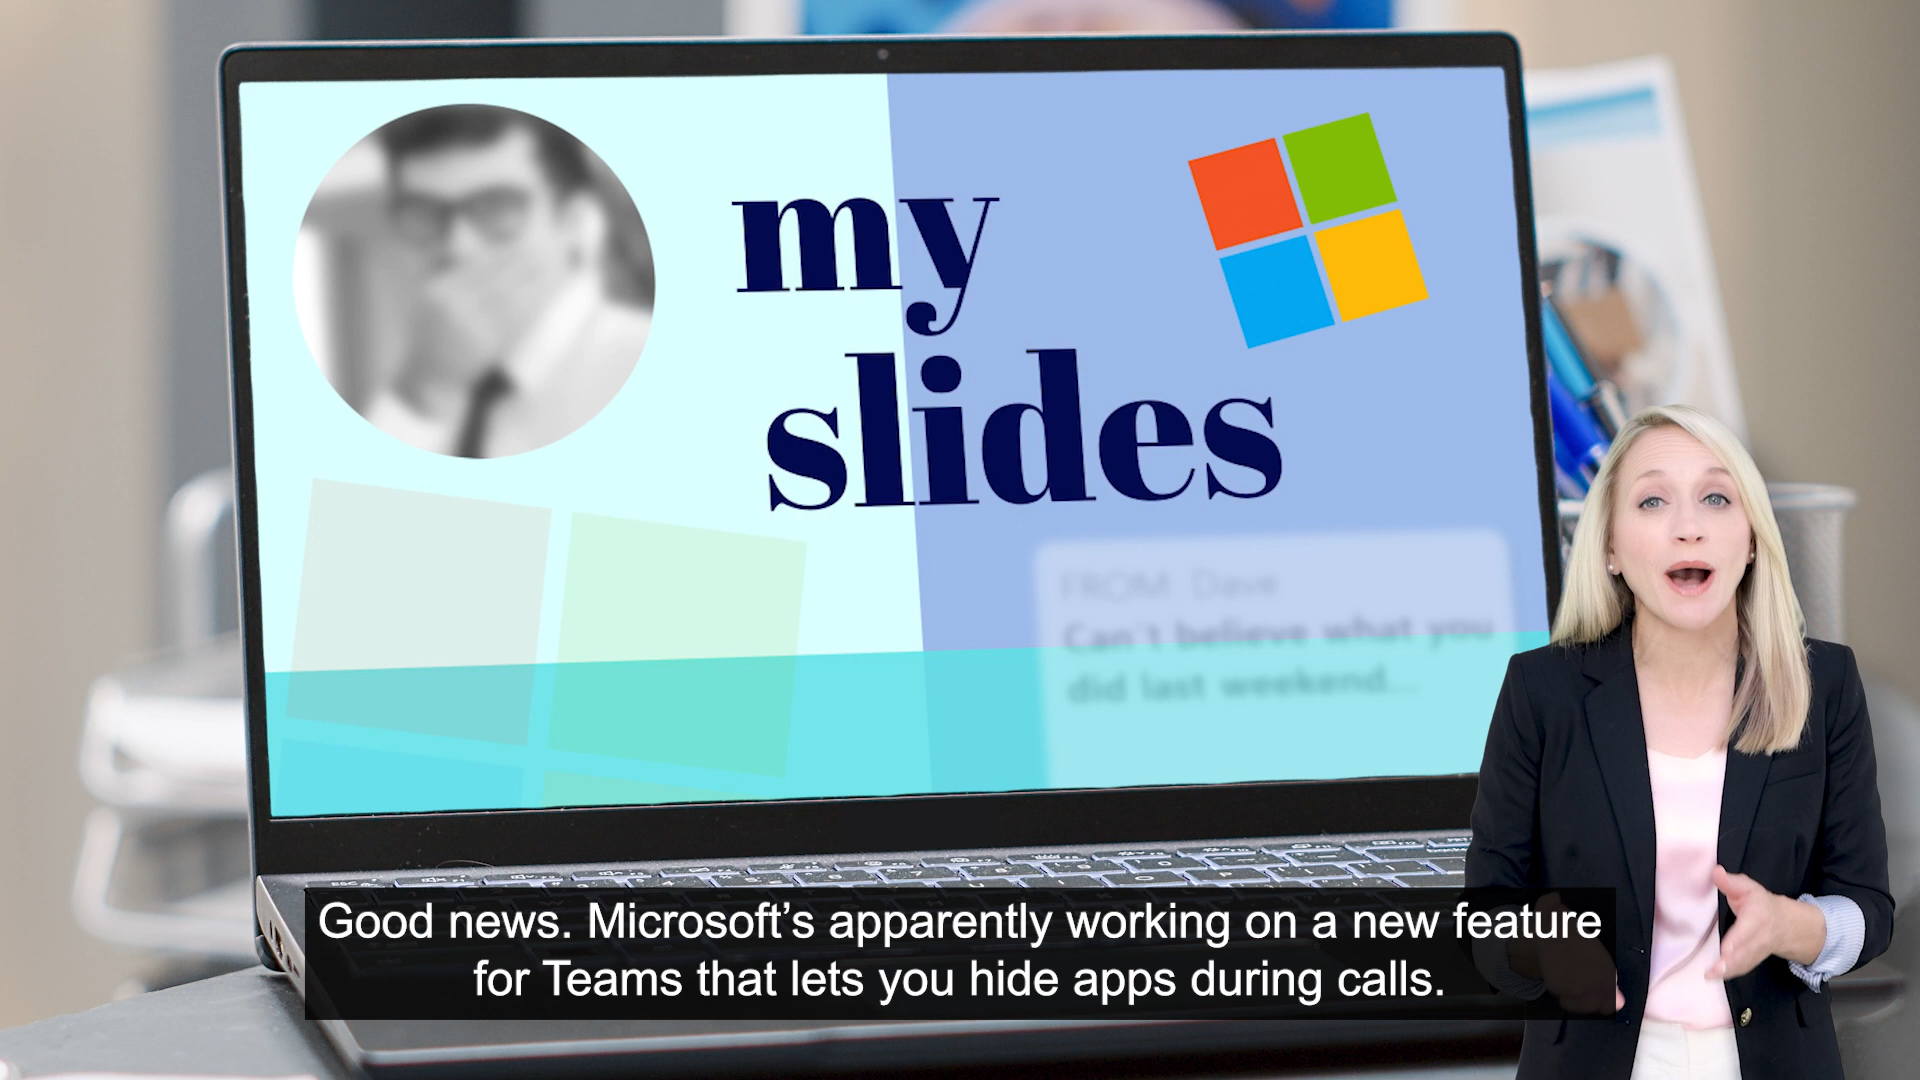 my
slides
FROM Dave
Can't believe what you
did last weekend...
Good news. Microsoft’s apparently working on a new feature
for Teams that lets you hide apps during calls.